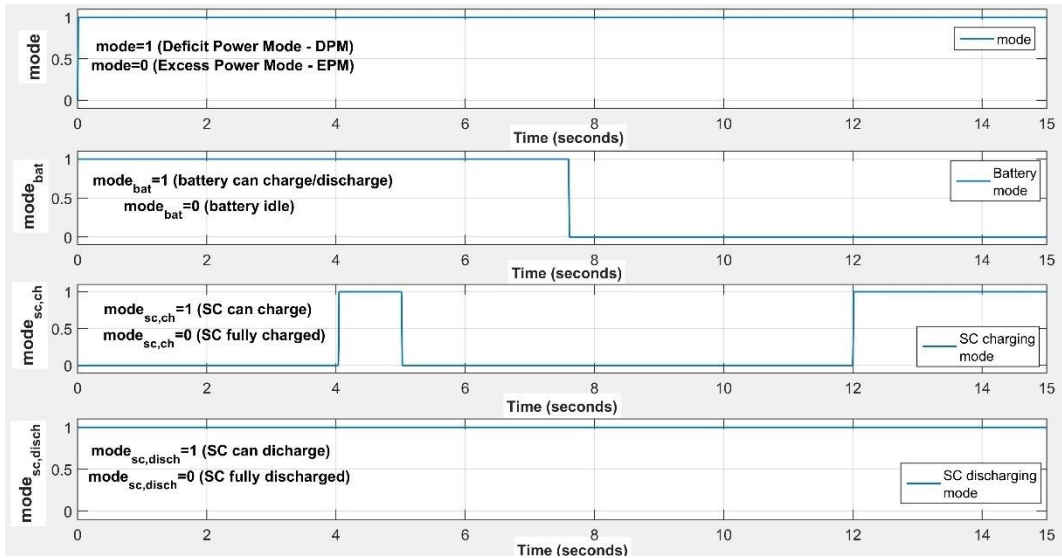 mode
1
0.5
0
mode=1 (Deficit Power Mode - DPM)
mode=0 (Excess Power Mode - EPM)
mode
0 2 4 6 8 10 12 14 15
Time (seconds)
mode_bat
1
0.5
0
mode_bat=1 (battery can charge/discharge)
mode_bat=0 (battery idle)
Battery
mode
0 2 4 6 8 10 12 14 15
Time (seconds)
mode_sc,ch
1
0.5
0
mode_sc,ch=1 (SC can charge)
mode_sc,ch=0 (SC fully charged)
SC charging
mode
0 2 4 6 8 10 12 14 15
Time (seconds)
mode_sc,disch
1
0.5
0
mode_sc,disch=1 (SC can dicharge)
mode_sc,disch=0 (SC fully discharged)
SC discharging
mode
0 2 4 6 8 10 12 14 15
Time (seconds)